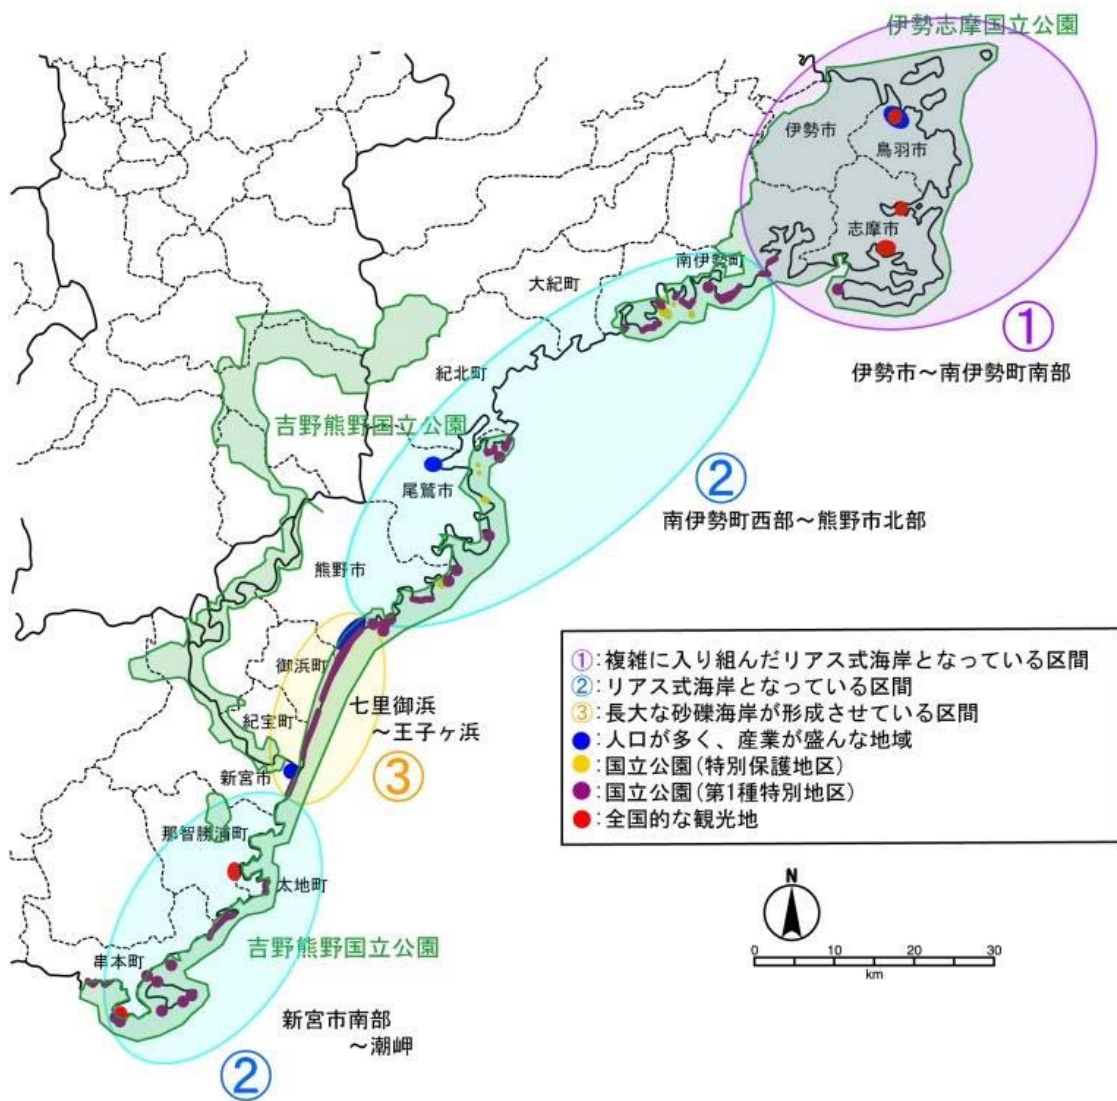 伊勢志摩国立公園
伊勢市
鳥羽市
志摩市
南伊勢町
大紀町
①
伊勢市～南伊勢町南部
紀北町
吉野熊野国立公園
尾鷲市
②
南伊勢町西部～熊野市北部
熊野市
御浜町
七里御浜
～王子ヶ浜
紀宝町
③
新宮市
那智勝浦町
太地町
吉野熊野国立公園
串本町
新宮市南部
～潮岬
②
①:複雑に入り組んだリアス式海岸となっている区間
②:リアス式海岸となっている区間
③:長大な砂礫海岸が形成させている区間
●:人口が多く、産業が盛んな地域
●:国立公園(特別保護地区)
●:国立公園(第1種特別地区)
●:全国的な観光地
N
0 10 20 30
km